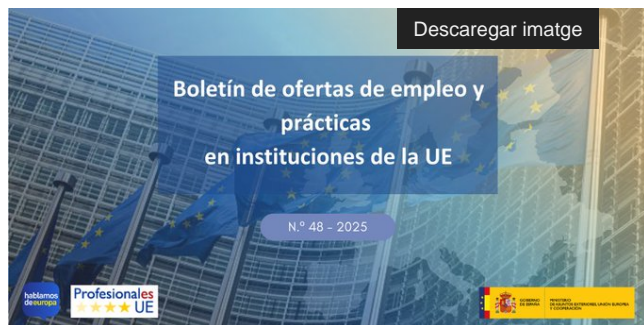 Descaregar imatge
Boletín de ofertas de empleo y
prácticas
en instituciones de la UE
N.º 48 - 2025
hablamos
deeuropa
Profesionales
UE
GOBIERNO
DE ESPAÑA
MINISTERIO
DE ASUNTOS EXTERIORES, UNIÓN EUROPEA
Y COOPERACIÓN